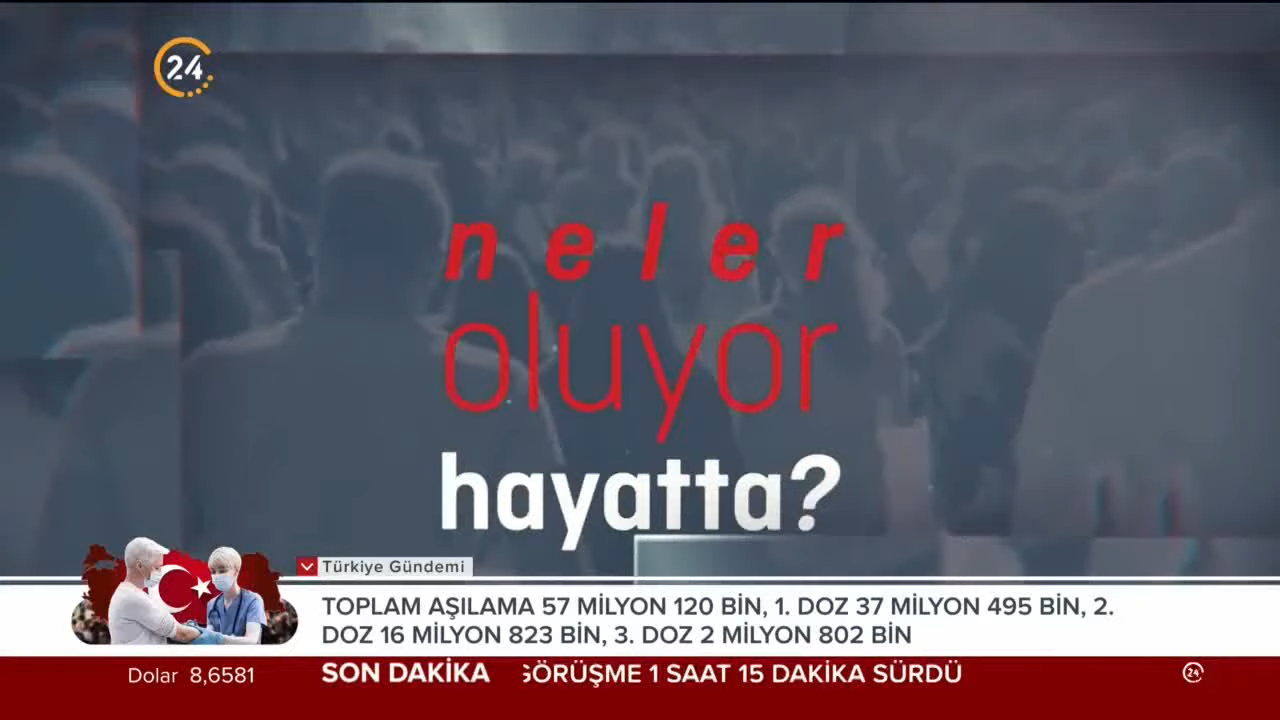 24
neler
oluyor
hayatta?
Türkiye Gündemi
TOPLAM AŞILAMA 57 MİLYON 120 BİN, 1. DOZ 37 MİLYON 495 BİN, 2.
DOZ 16 MİLYON 823 BİN, 3. DOZ 2 MİLYON 802 BİN
Dolar 8,6581
SON DAKİKA
GÖRÜŞME 1 SAAT 15 DAKİKA SÜRDÜ
24